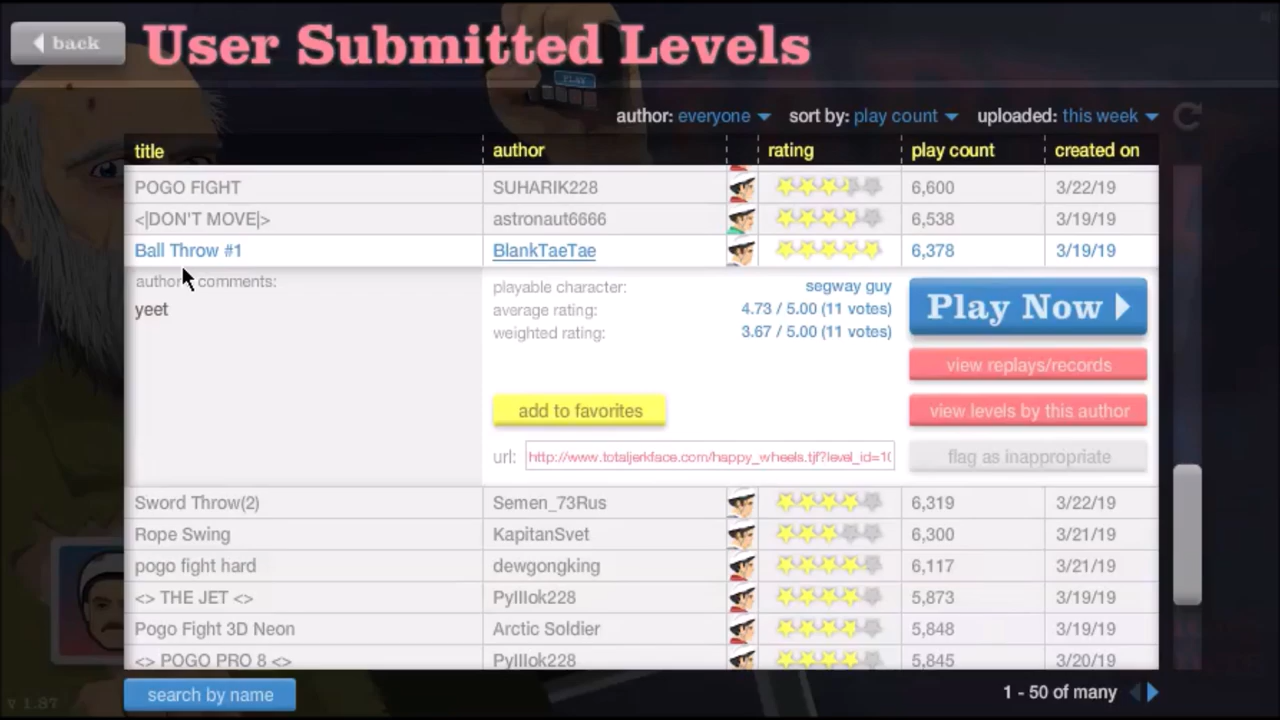 back
User Submitted Levels
PLAY
author: everyone sort by: play count uploaded: this week
title author rating play count created on
POGO FIGHT SUHARIK228 6,600 3/22/19
<|DON'T MOVE|> astronaut6666 6,538 3/19/19
Ball Throw #1 BlankTaeTae 6,378 3/19/19
author comments:
yeet
playable character: segway guy
average rating: 4.73 / 5.00 (11 votes)
weighted rating: 3.67 / 5.00 (11 votes)
Play Now
view replays/records
add to favorites
view levels by this author
url: http://www.totaljerkface.com/happy_wheels.tjf?level_id=1(
flag as inappropriate
Sword Throw(2) Semen_73Rus 6,319 3/22/19
Rope Swing KapitanSvet 6,300 3/21/19
pogo fight hard dewgongking 6,117 3/21/19
<> THE JET <> PyIIIok228 5,873 3/19/19
Pogo Fight 3D Neon Arctic Soldier 5,848 3/19/19
<> POGO PRO 8 <> PyIIIok228 5,845 3/20/19
search by name
1 - 50 of many
v 1.87